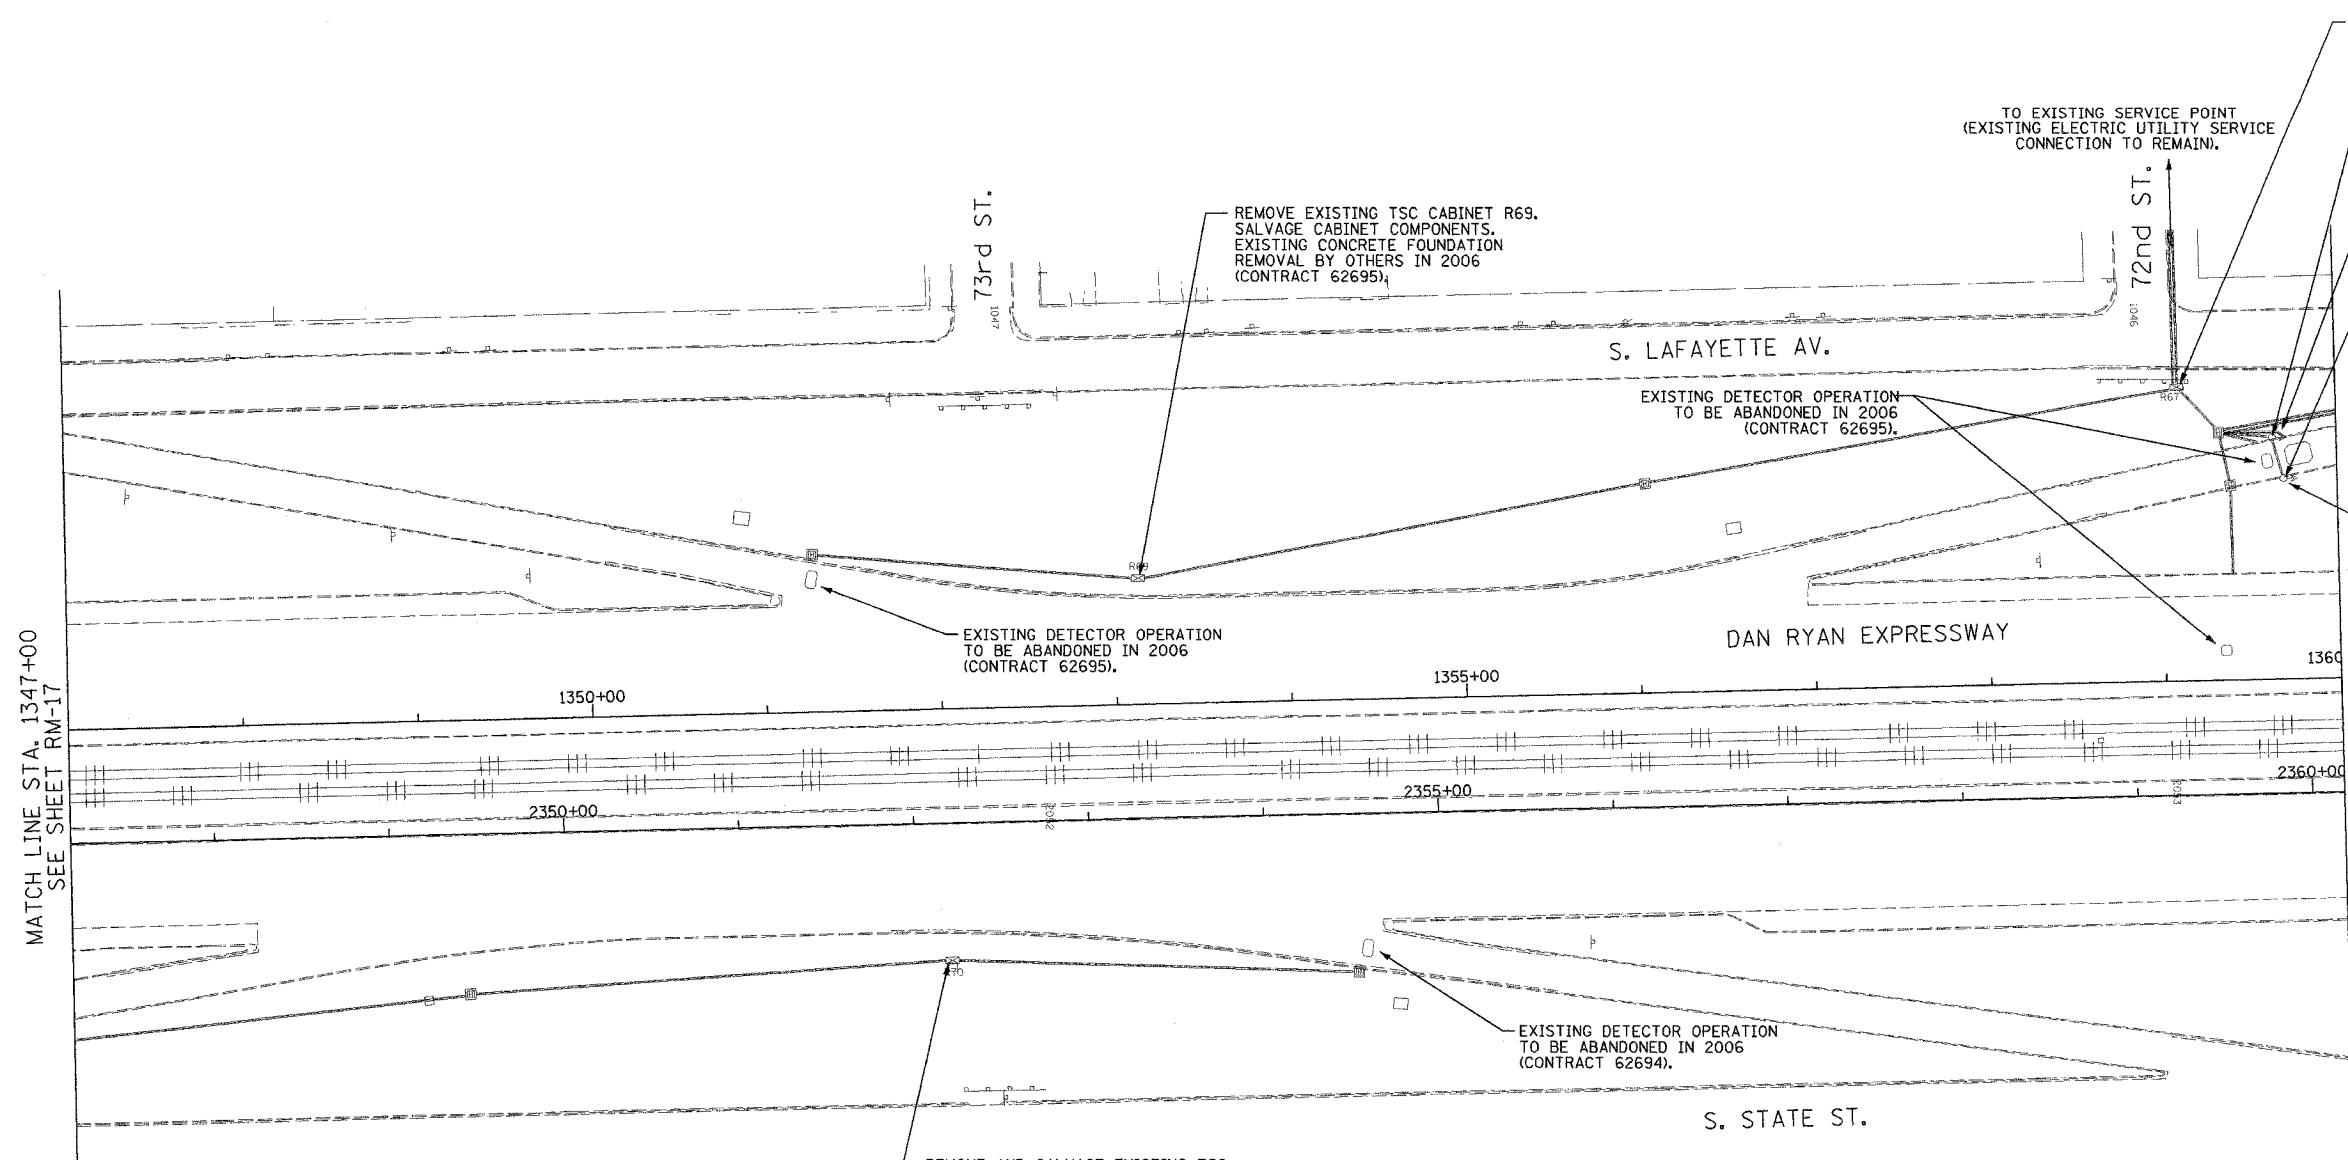 TO EXISTING SERVICE POINT
(EXISTING ELECTRIC UTILITY SERVICE
CONNECTION TO REMAIN).
72nd ST.
1046
73rd ST.
1047
REMOVE EXISTING TSC CABINET R69.
SALVAGE CABINET COMPONENTS.
EXISTING CONCRETE FOUNDATION
REMOVAL BY OTHERS IN 2006
(CONTRACT 62695).
S. LAFAYETTE AV.
EXISTING DETECTOR OPERATION
TO BE ABANDONED IN 2006
(CONTRACT 62695).
R67
EXISTING DETECTOR OPERATION
TO BE ABANDONED IN 2006
(CONTRACT 62695).
DAN RYAN EXPRESSWAY
MATCH LINE STA. 1347+00
SEE SHEET RM-17
1350+00
1355+00
2350+00
2355+00
2360+00
EXISTING DETECTOR OPERATION
TO BE ABANDONED IN 2006
(CONTRACT 62694).
S. STATE ST.